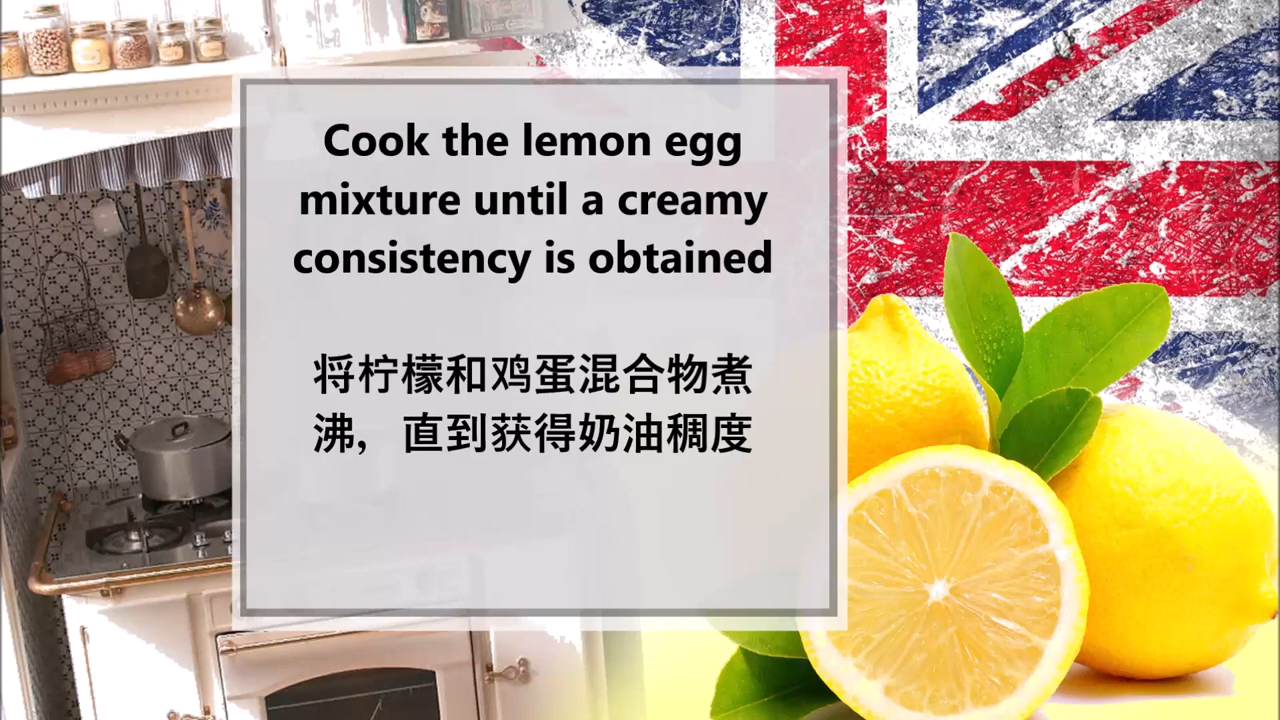 Cook the lemon egg
mixture until a creamy
consistency is obtained
将柠檬和鸡蛋混合物煮
沸，直到获得奶油稠度